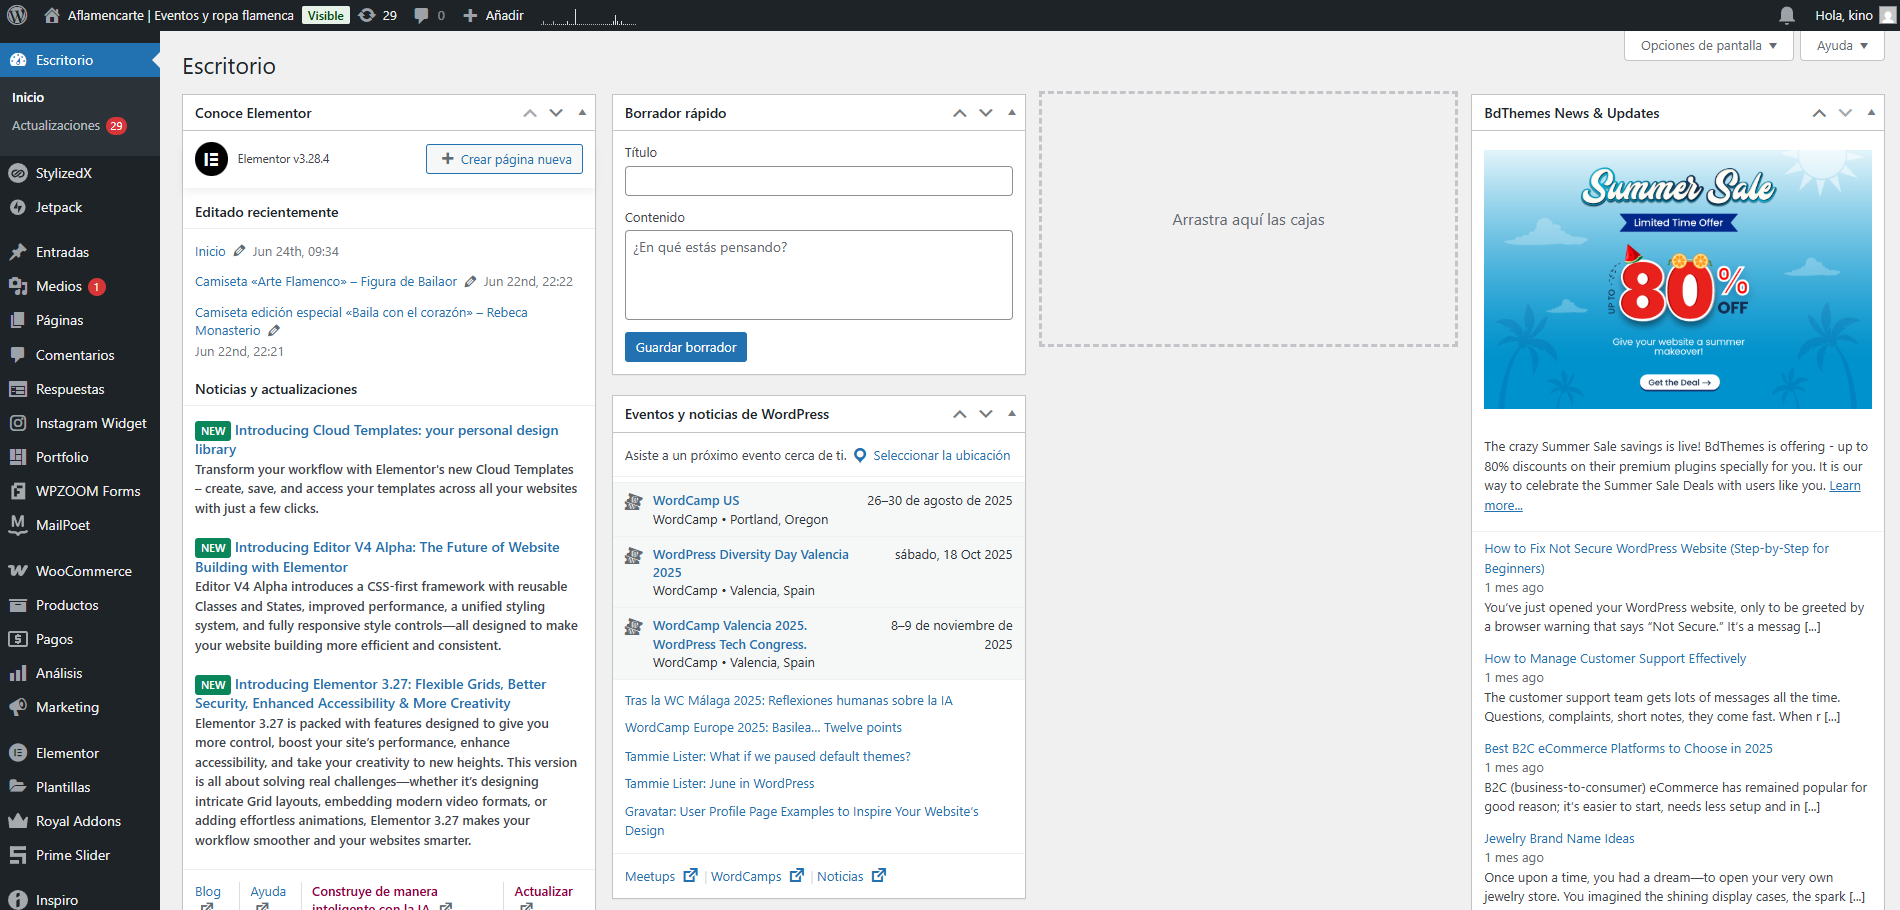 Aflamencarte | Eventos y ropa flamenca
Visible
29
0
Añadir
Hola, kino
Escritorio
Inicio
Actualizaciones 29
StylizedX
Jetpack
Entradas
Medios 1
Páginas
Comentarios
Respuestas
Instagram Widget
Portfolio
WPZOOM Forms
MailPoet
WooCommerce
Productos
Pagos
Análisis
Marketing
Elementor
Plantillas
Royal Addons
Prime Slider
Inspiro
Opciones de pantalla
Ayuda
Escritorio
Conoce Elementor
Elementor v3.28.4
Crear página nueva
Editado recientemente
Inicio Jun 24th, 09:34
Camiseta «Arte Flamenco» – Figura de Bailaor Jun 22nd, 22:22
Camiseta edición especial «Baila con el corazón» – Rebeca
Monasterio
Jun 22nd, 22:21
Noticias y actualizaciones
NEW Introducing Cloud Templates: your personal design
library
Transform your workflow with Elementor's new Cloud Templates
– create, save, and access your templates across all your websites
with just a few clicks.
NEW Introducing Editor V4 Alpha: The Future of Website
Building with Elementor
Editor V4 Alpha introduces a CSS-first framework with reusable
Classes and States, improved performance, a unified styling
system, and fully responsive style controls—all designed to make
your website building more efficient and consistent.
NEW Introducing Elementor 3.27: Flexible Grids, Better
Security, Enhanced Accessibility & More Creativity
Elementor 3.27 is packed with features designed to give you
more control, boost your site's performance, enhance
accessibility, and take your creativity to new heights. This version
is all about solving real challenges—whether it's designing
intricate Grid layouts, embedding modern video formats, or
adding effortless animations, Elementor 3.27 makes your
workflow smoother and your websites smarter.
Blog
Ayuda
Construye de manera
inteligente con la IA
Actualizar
Borrador rápido
Título
Contenido
¿En qué estás pensando?
Guardar borrador
Eventos y noticias de WordPress
Asiste a un próximo evento cerca de ti. Seleccionar la ubicación
WordCamp US 26–30 de agosto de 2025
WordCamp • Portland, Oregon
WordPress Diversity Day Valencia sábado, 18 Oct 2025
2025
WordCamp • Valencia, Spain
WordCamp Valencia 2025. 8–9 de noviembre de
WordPress Tech Congress. 2025
WordCamp • Valencia, Spain
Tras la WC Málaga 2025: Reflexiones humanas sobre la IA
WordCamp Europe 2025: Basilea… Twelve points
Tammie Lister: What if we paused default themes?
Tammie Lister: June in WordPress
Gravatar: User Profile Page Examples to Inspire Your Website's
Design
Meetups | WordCamps | Noticias
Arrastra aquí las cajas
BdThemes News & Updates
Summer Sale
Limited Time Offer
UP TO 80% OFF
Give your website a summer
makeover!
Get the Deal →
The crazy Summer Sale savings is live! BdThemes is offering - up to
80% discounts on their premium plugins specially for you. It is our
way to celebrate the Summer Sale Deals with users like you. Learn
more...
How to Fix Not Secure WordPress Website (Step-by-Step for
Beginners)
1 mes ago
You've just opened your WordPress website, only to be greeted by
a browser warning that says "Not Secure." It's a messag [...]
How to Manage Customer Support Effectively
1 mes ago
The customer support team gets lots of messages all the time.
Questions, complaints, short notes, they come fast. When r [...]
Best B2C eCommerce Platforms to Choose in 2025
1 mes ago
B2C (business-to-consumer) eCommerce has remained popular for
good reason; it's easier to start, needs less setup and in [...]
Jewelry Brand Name Ideas
1 mes ago
Once upon a time, you had a dream—to open your very own
jewelry store. You imagined the shining display cases, the spark [...]